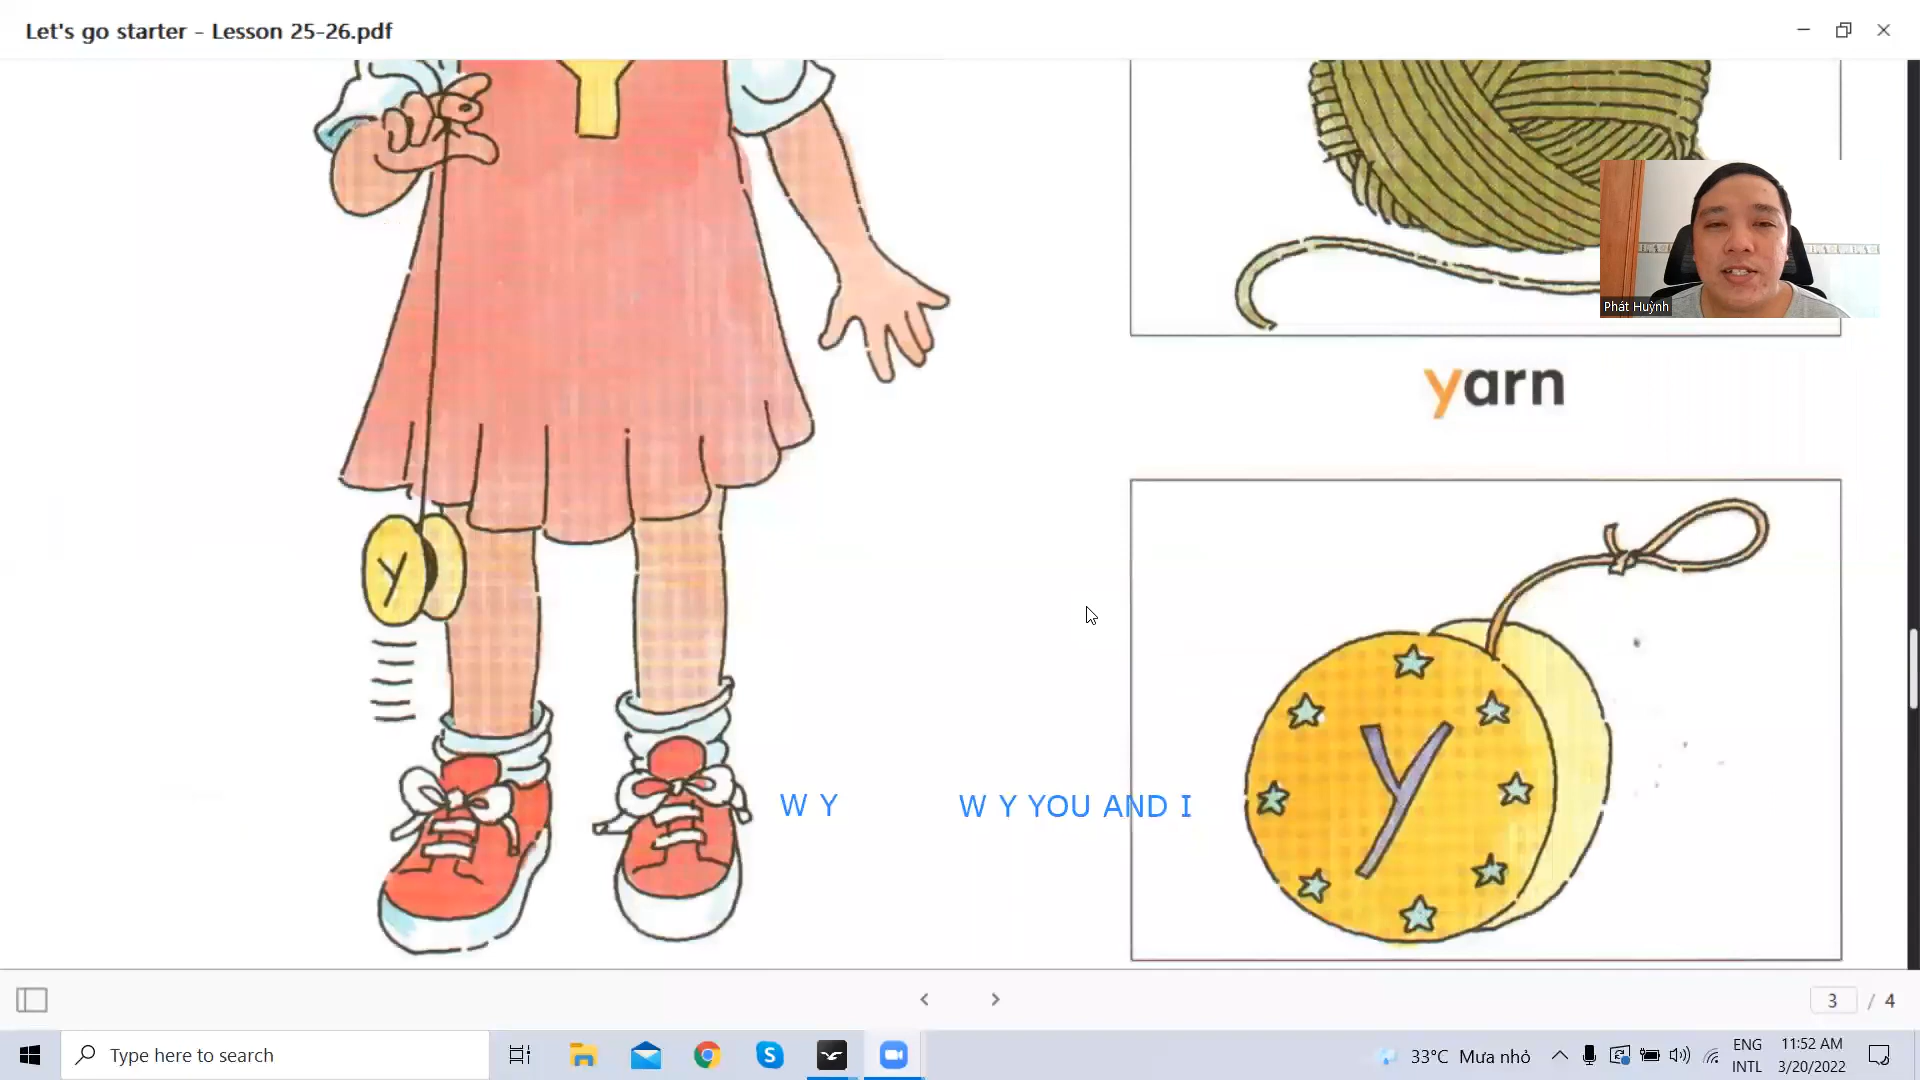 Let's go starter - Lesson 25-26.pdf
Phát Huỳnh
yarn
y
y
W Y
W Y YOU AND I
3 / 4
Type here to search
33°C Mưa nhỏ
ENG
INTL
11:52 AM
3/20/2022